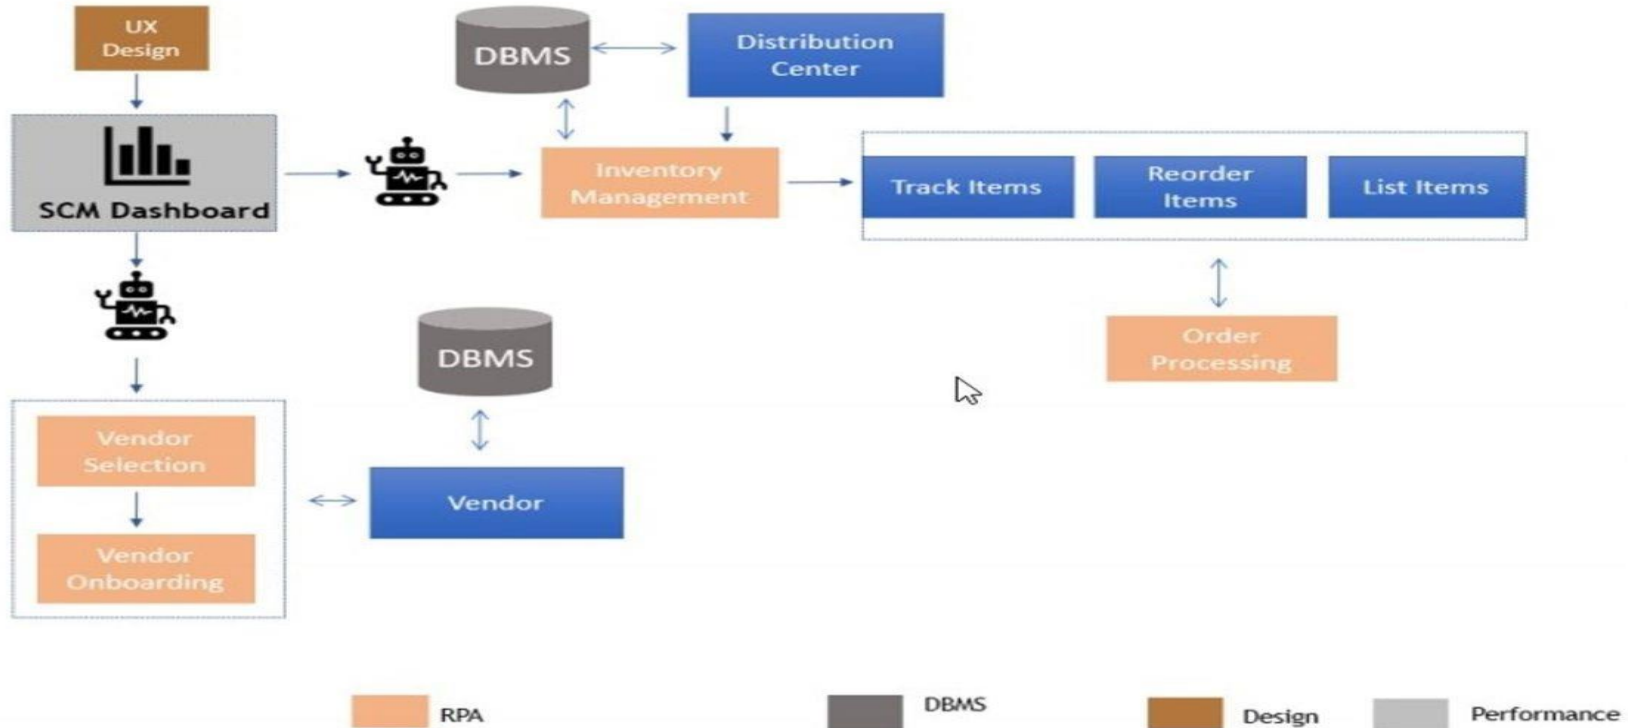 UX
Design
DBMS
Distribution
Center
SCM Dashboard
Inventory
Management
Track Items
Reorder
Items
List Items
DBMS
Order
Processing
Vendor
Selection
Vendor
Vendor
Onboarding
RPA
DBMS
Design
Performance